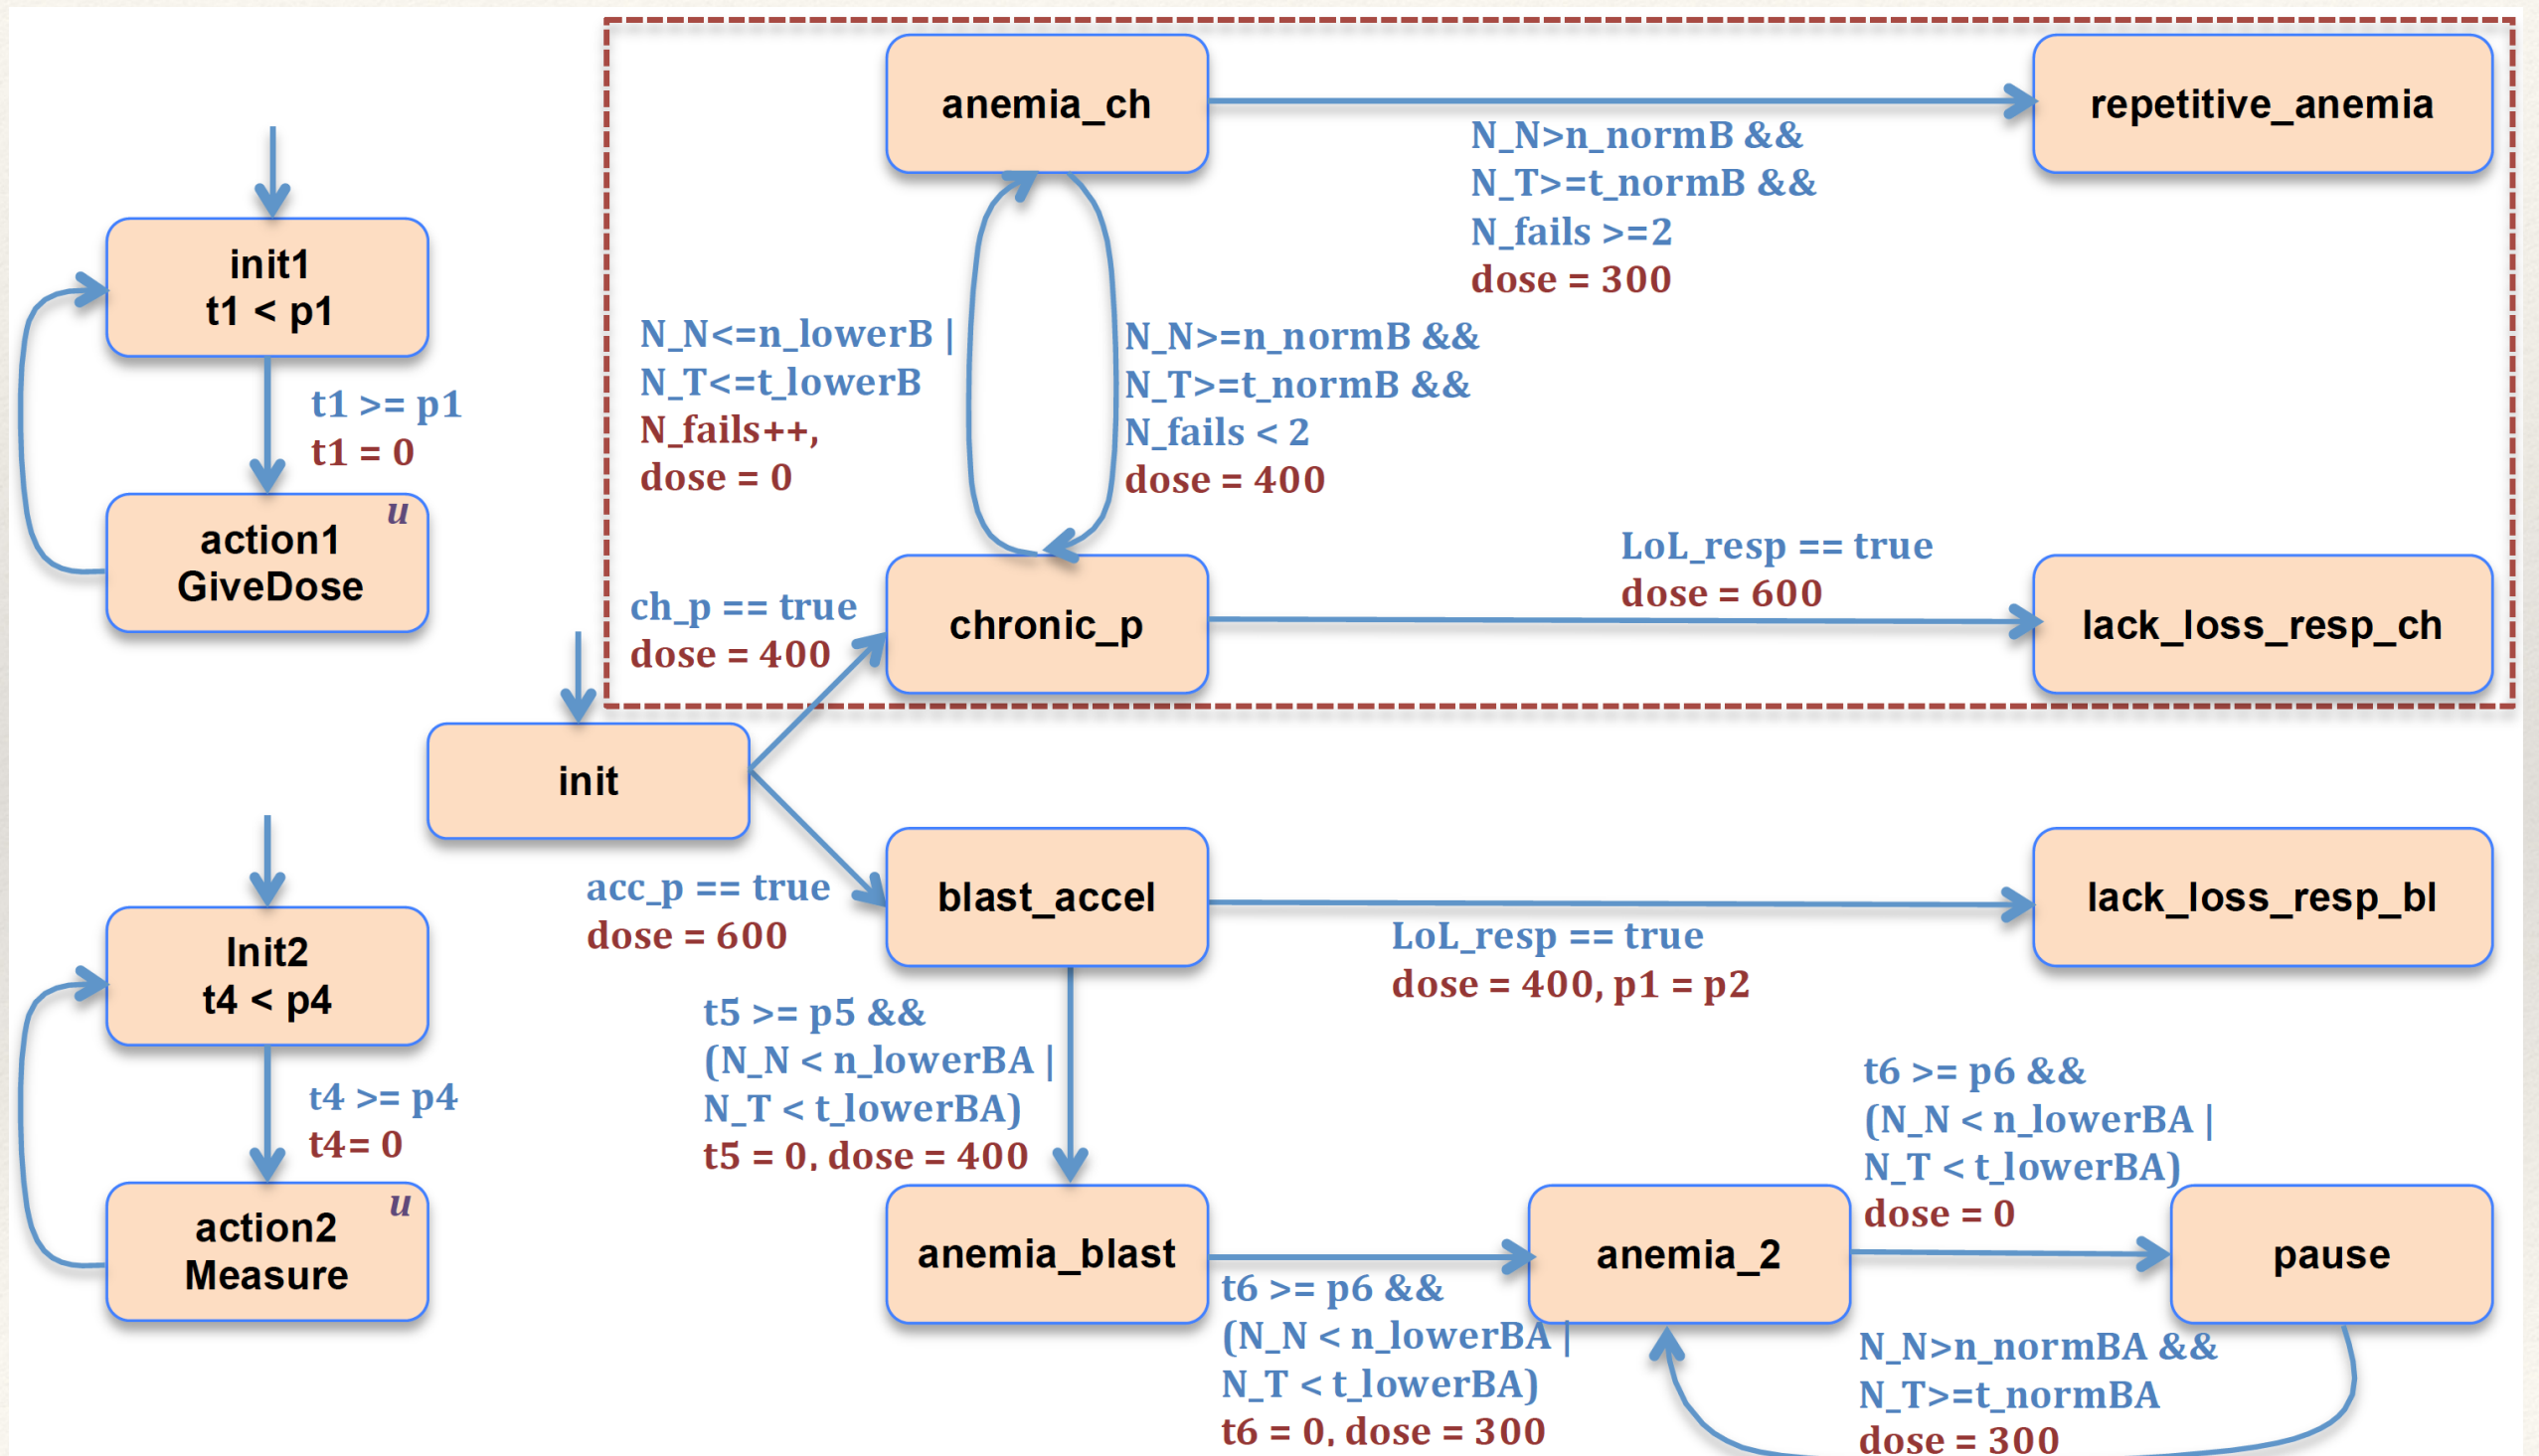 anemia_ch
repetitive_anemia
N_N>n_normB &&
N_T>=t_normB &&
N_fails >=2
dose = 300
init1
t1 < p1
t1 >= p1
t1 = 0
u
action1
GiveDose
N_N<=n_lowerB |
N_T<=t_lowerB
N_fails++,
dose = 0
N_N>=n_normB &&
N_T>=t_normB &&
N_fails < 2
dose = 400
ch_p == true
dose = 400
chronic_p
LoL_resp == true
dose = 600
lack_loss_resp_ch
init
acc_p == true
dose = 600
blast_accel
LoL_resp == true
dose = 400, p1 = p2
lack_loss_resp_bl
Init2
t4 < p4
t4 >= p4
t4= 0
u
action2
Measure
t5 >= p5 &&
(N_N < n_lowerBA |
N_T < t_lowerBA)
t5 = 0, dose = 400
anemia_blast
t6 >= p6 &&
(N_N < n_lowerBA |
N_T < t_lowerBA)
t6 = 0, dose = 300
anemia_2
t6 >= p6 &&
(N_N < n_lowerBA |
N_T < t_lowerBA)
dose = 0
pause
N_N>n_normBA &&
N_T>=t_normBA
dose = 300